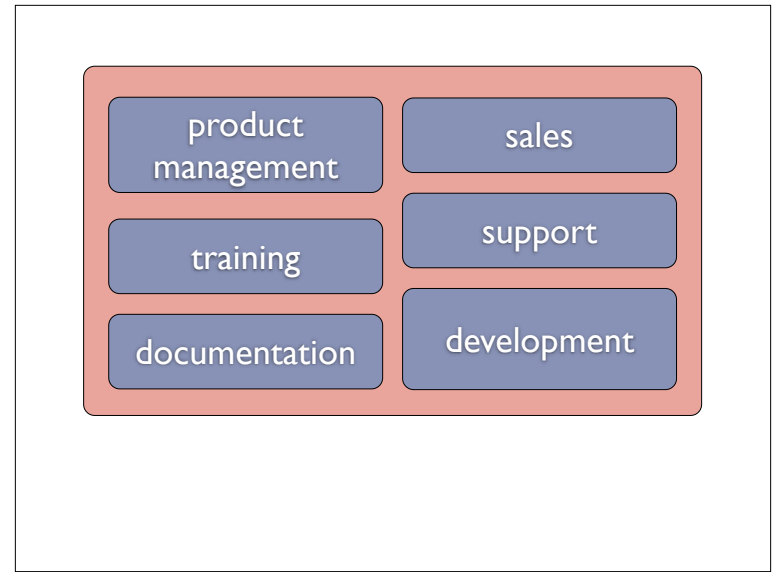 product
management
training
documentation
sales
support
development